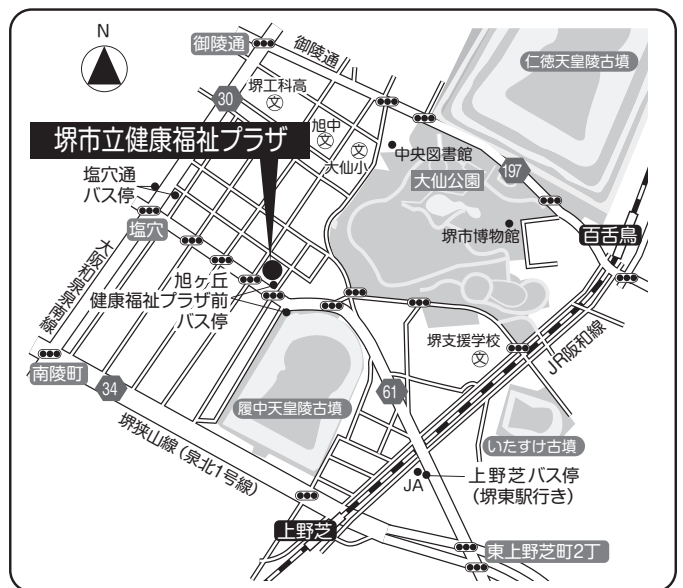 N
御陵通
御陵通
仁徳天皇陵古墳
堺工科高
文
30
旭中
文
文
大仙小
中央図書館
堺市立健康福祉プラザ
大仙公園
197
塩穴通
バス停
堺市博物館
百舌鳥
塩穴
大阪和泉泉南線
旭ヶ丘
健康福祉プラザ前
バス停
堺支援学校
文
JR阪和線
南陵町
34
61
履中天皇陵古墳
いたすけ古墳
堺狭山線(泉北1号線)
JA
上野芝バス停
(堺東駅行き)
上野芝
東上野芝町2丁